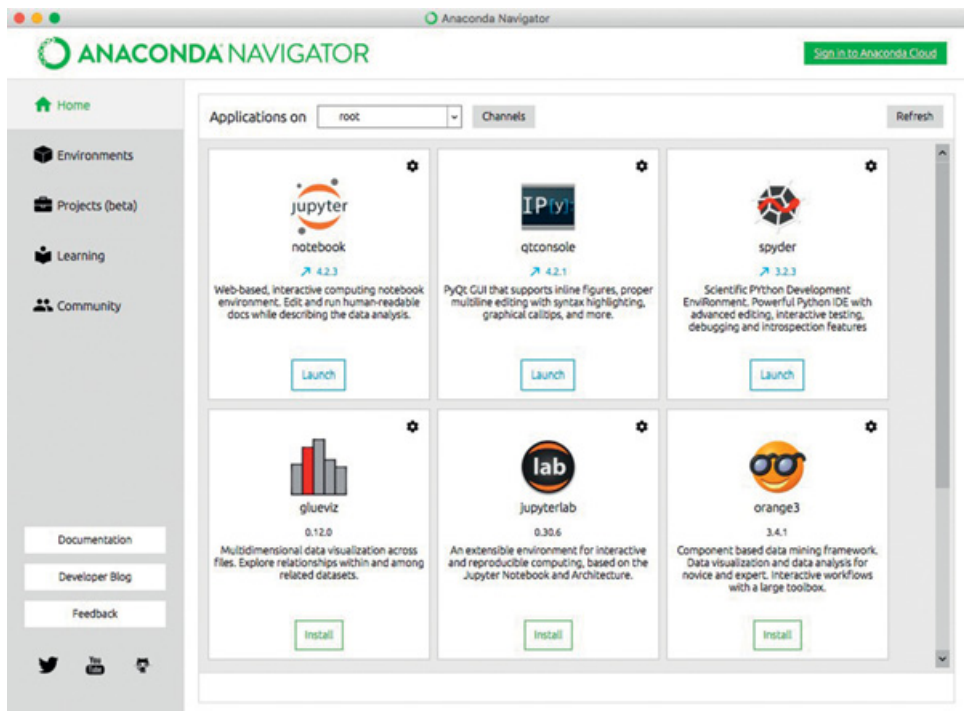 Anaconda Navigator
ANACONDA NAVIGATOR
Sign in to Anaconda Cloud
Home
Environments
Projects (beta)
Learning
Community
Documentation
Developer Blog
Feedback
You
Tube
Applications on
root
Channels
Refresh
jupyter
notebook
4.2.3
Web-based, interactive computing notebook
environment. Edit and run human-readable
docs while describing the data analysis.
Launch
IP[y]:
qtconsole
4.2.1
PyQt GUI that supports inline figures, proper
multiline editing with syntax highlighting,
graphical calltips, and more.
Launch
spyder
3.2.3
Scientific PYthon Development
EnviRonment. Powerful Python IDE with
advanced editing, interactive testing,
debugging and introspection features
Launch
glueviz
0.12.0
Multidimensional data visualization across
files. Explore relationships within and among
related datasets.
Install
lab
jupyterlab
0.30.6
An extensible environment for interactive
and reproducible computing, based on the
Jupyter Notebook and Architecture.
Install
orange3
3.4.1
Component based data mining framework.
Data visualization and data analysis for
novice and expert. Interactive workflows
with a large toolbox.
Install